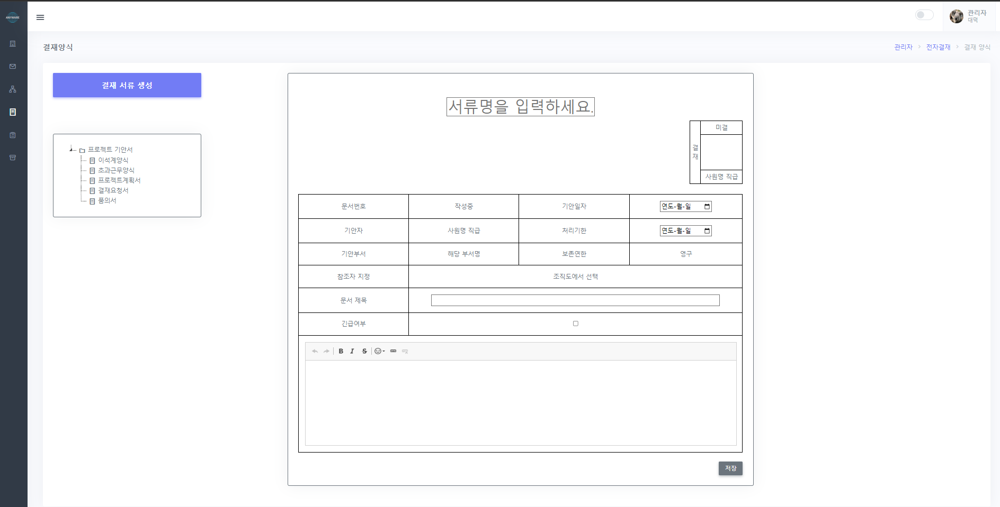 ANYWARE
관리자
대덕
결재양식
관리자 > 전자결재 > 결재 양식
결재 서류 생성
프로젝트 기안서
이석계양식
초과근무양식
프로젝트계획서
결재요청서
품의서
서류명을 입력하세요.
결재
미결
사원명 직급
문서번호 작성중 기안일자 연도-월-일
기안자 사원명 직급 처리기한 연도-월-일
기안부서 해당 부서명 보존연한 영구
참조자 지정 조직도에서 선택
문서 제목
긴급여부
B I S
저장